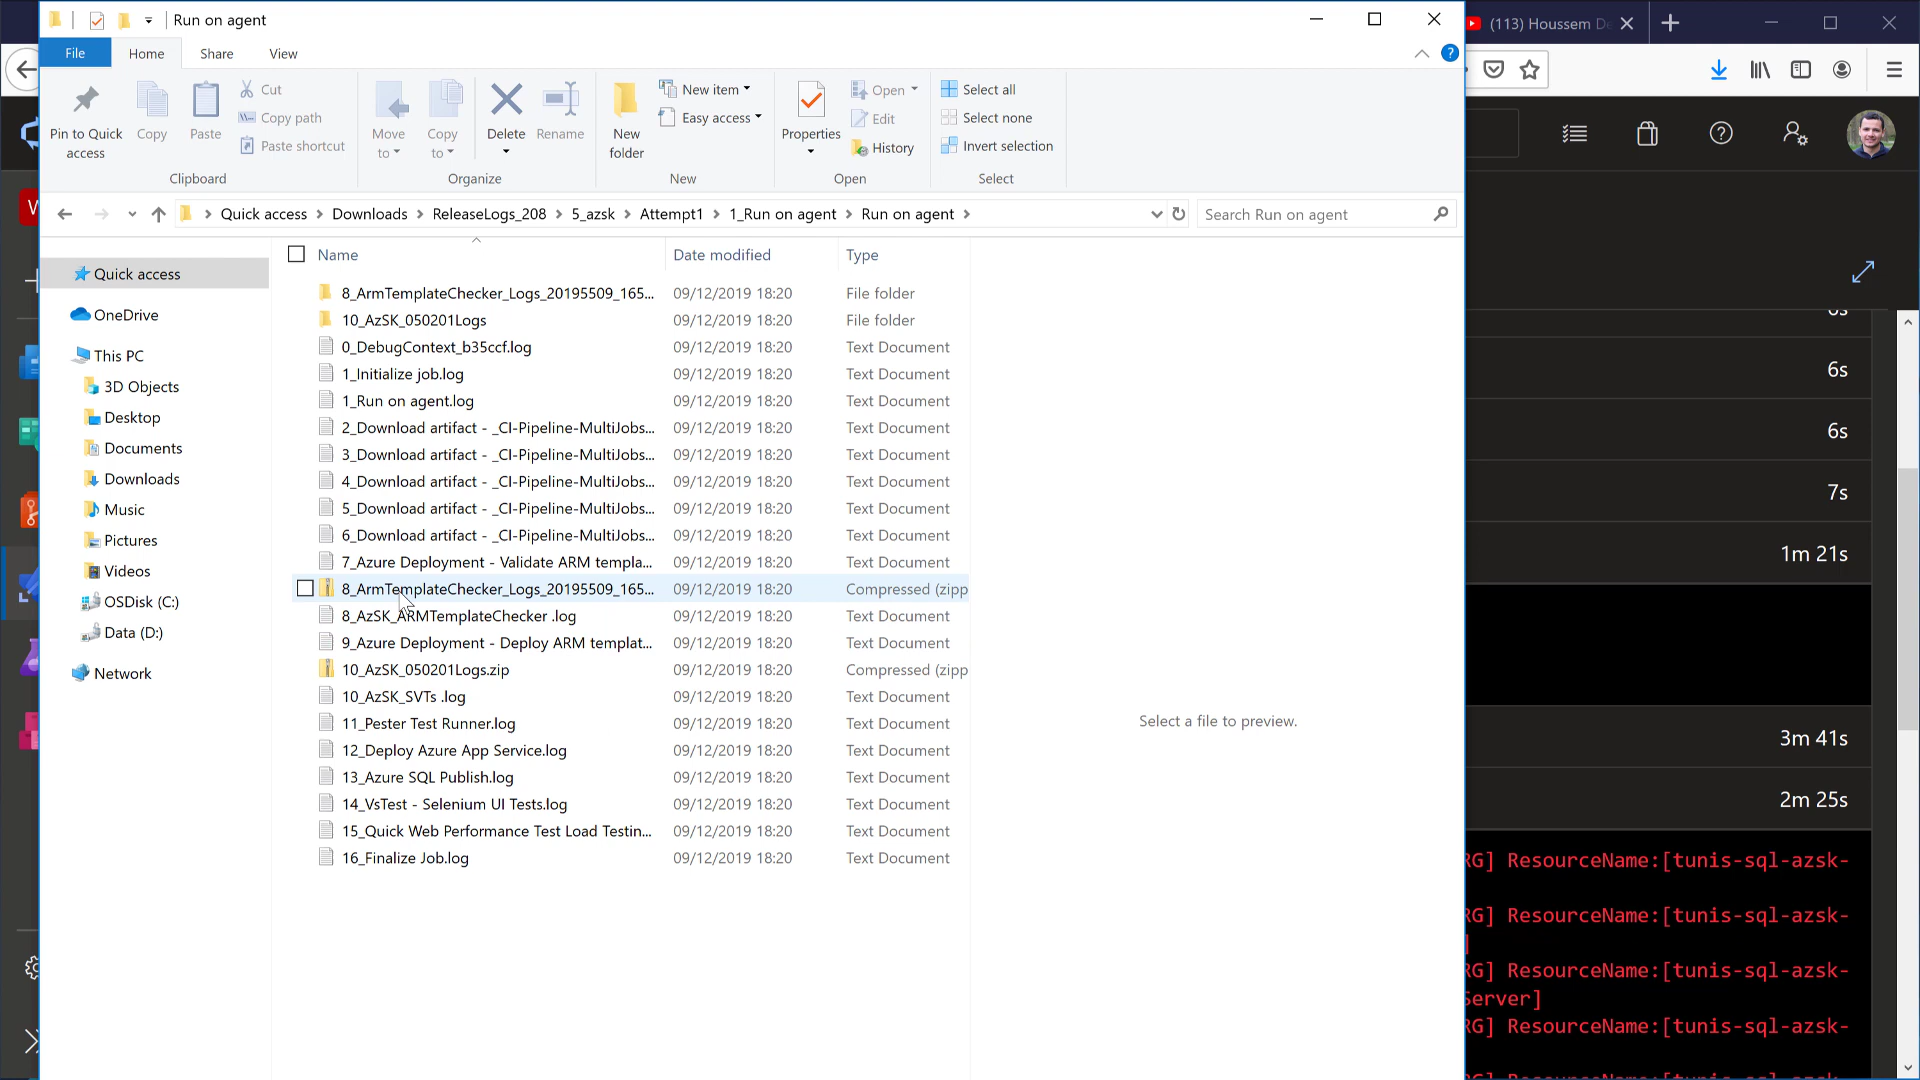 Run on agent
File
Home
Share
View
Pin to Quick access
Copy
Paste
Cut
Copy path
Paste shortcut
Clipboard
Move to
Copy to
Delete
Rename
Organize
New folder
New item
Easy access
New
Properties
Open
Edit
History
Open
Select all
Select none
Invert selection
Select
Quick access > Downloads > ReleaseLogs_208 > 5_azsk > Attempt1 > 1_Run on agent > Run on agent >
Search Run on agent
Quick access
OneDrive
This PC
3D Objects
Desktop
Documents
Downloads
Music
Pictures
Videos
OSDisk (C:)
Data (D:)
Network
Name Date modified Type
8_ArmTemplateChecker_Logs_20195509_165... 09/12/2019 18:20 File folder
10_AzSK_050201Logs 09/12/2019 18:20 File folder
0_DebugContext_b35ccf.log 09/12/2019 18:20 Text Document
1_Initialize job.log 09/12/2019 18:20 Text Document
1_Run on agent.log 09/12/2019 18:20 Text Document
2_Download artifact - _CI-Pipeline-MultiJobs... 09/12/2019 18:20 Text Document
3_Download artifact - _CI-Pipeline-MultiJobs... 09/12/2019 18:20 Text Document
4_Download artifact - _CI-Pipeline-MultiJobs... 09/12/2019 18:20 Text Document
5_Download artifact - _CI-Pipeline-MultiJobs... 09/12/2019 18:20 Text Document
6_Download artifact - _CI-Pipeline-MultiJobs... 09/12/2019 18:20 Text Document
7_Azure Deployment - Validate ARM templa... 09/12/2019 18:20 Text Document
8_ArmTemplateChecker_Logs_20195509_165... 09/12/2019 18:20 Compressed (zipp
8_AzSK_ARMTemplateChecker .log 09/12/2019 18:20 Text Document
9_Azure Deployment - Deploy ARM templat... 09/12/2019 18:20 Text Document
10_AzSK_050201Logs.zip 09/12/2019 18:20 Compressed (zipp
10_AzSK_SVTs .log 09/12/2019 18:20 Text Document
11_Pester Test Runner.log 09/12/2019 18:20 Text Document
12_Deploy Azure App Service.log 09/12/2019 18:20 Text Document
13_Azure SQL Publish.log 09/12/2019 18:20 Text Document
14_VsTest - Selenium UI Tests.log 09/12/2019 18:20 Text Document
15_Quick Web Performance Test Load Testin... 09/12/2019 18:20 Text Document
16_Finalize Job.log 09/12/2019 18:20 Text Document
Select a file to preview.
(113) Houssem De
W
6s
6s
7s
1m 21s
3m 41s
2m 25s
RG] ResourceName:[tunis-sql-azsk-
RG] ResourceName:[tunis-sql-azsk-
]
RG] ResourceName:[tunis-sql-azsk-
Server]
RG] ResourceName:[tunis-sql-azsk-